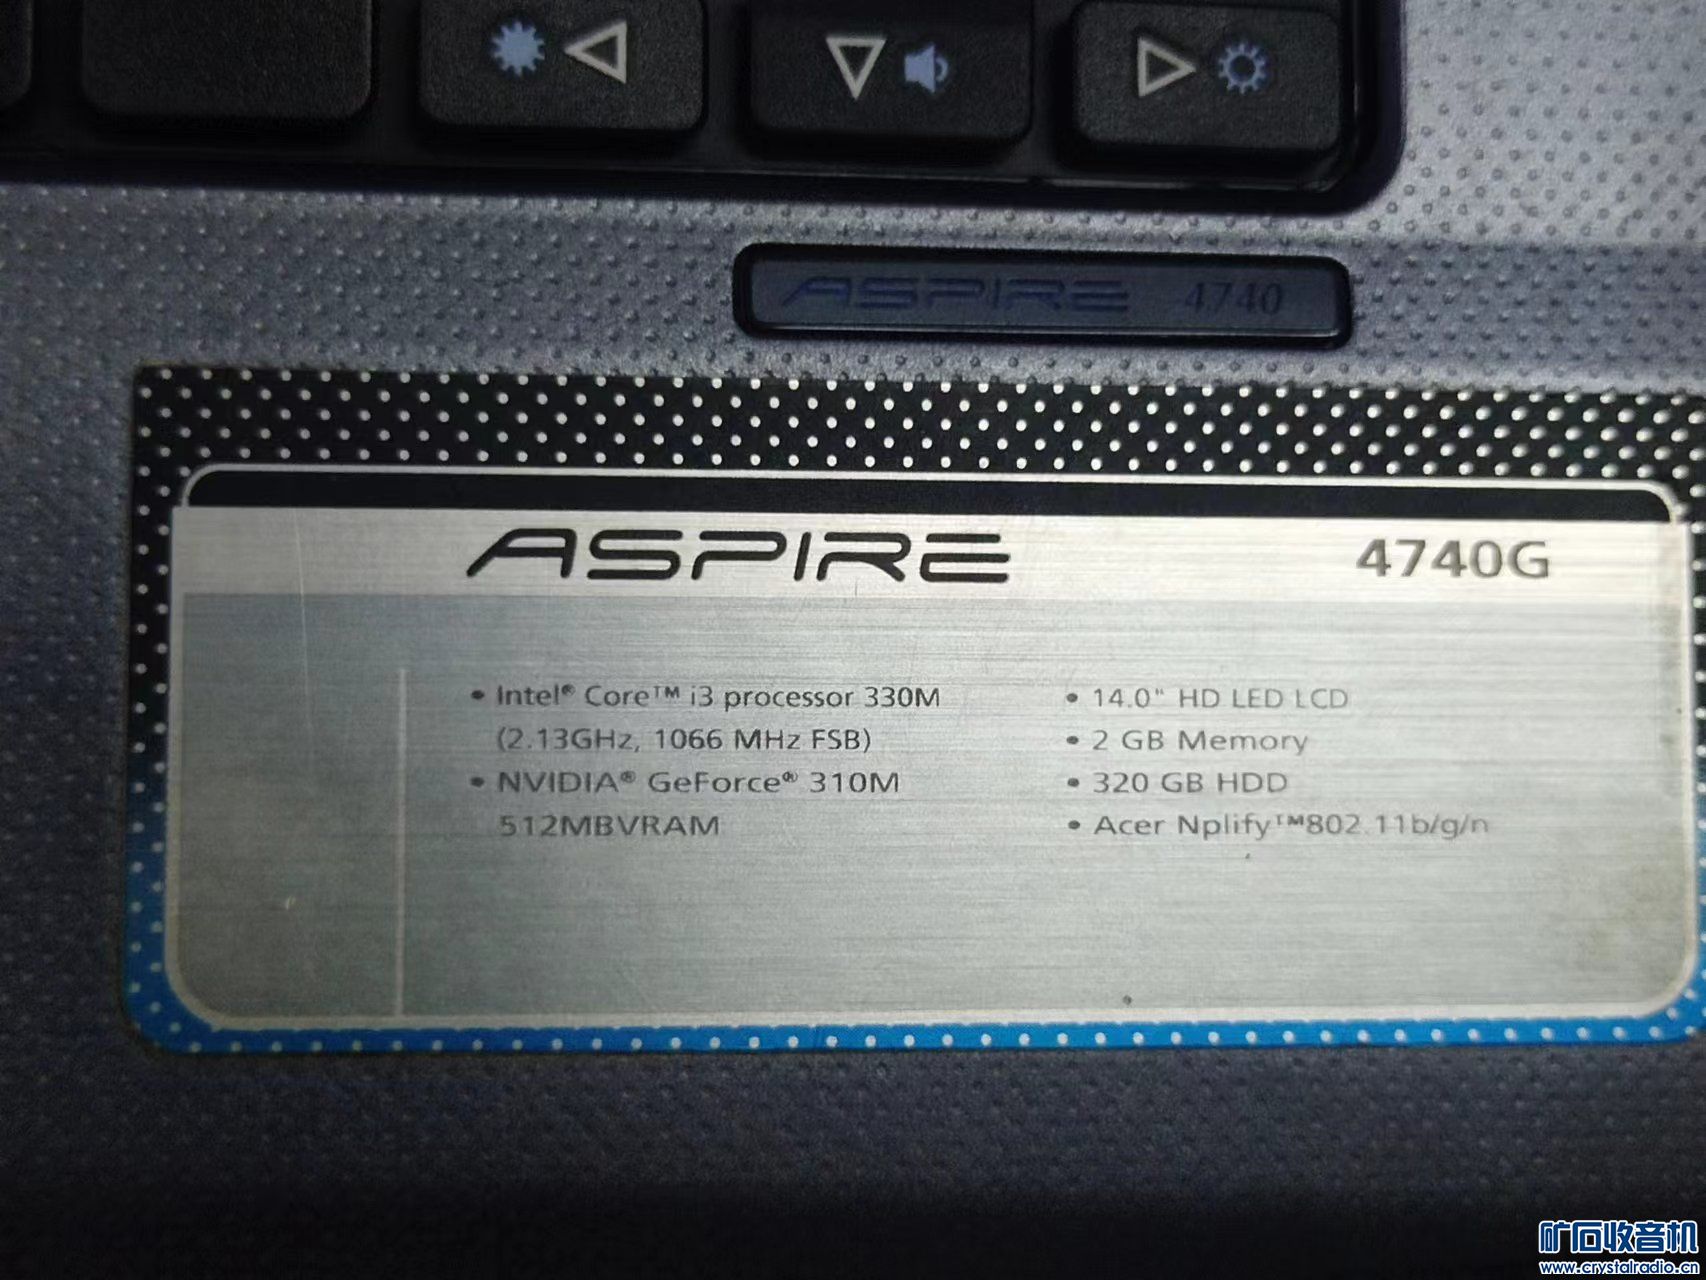 ASPIRE 4740
ASPIRE 4740G
• Intel® Core™ i3 processor 330M
(2.13GHz, 1066 MHz FSB)
• NVIDIA® GeForce® 310M
512MBVRAM
• 14.0" HD LED LCD
• 2 GB Memory
• 320 GB HDD
• Acer Nplify™802.11b/g/n
矿石收音机
www.crystalradio.cn